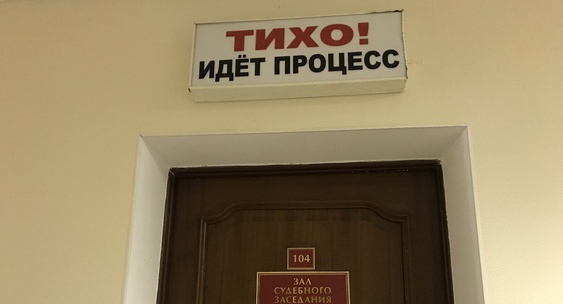 ТИХО!
ИДЁТ ПРОЦЕСС
104
ЗАЛ
СУДЕБНОГО
ЗАСЕДАНИЯ